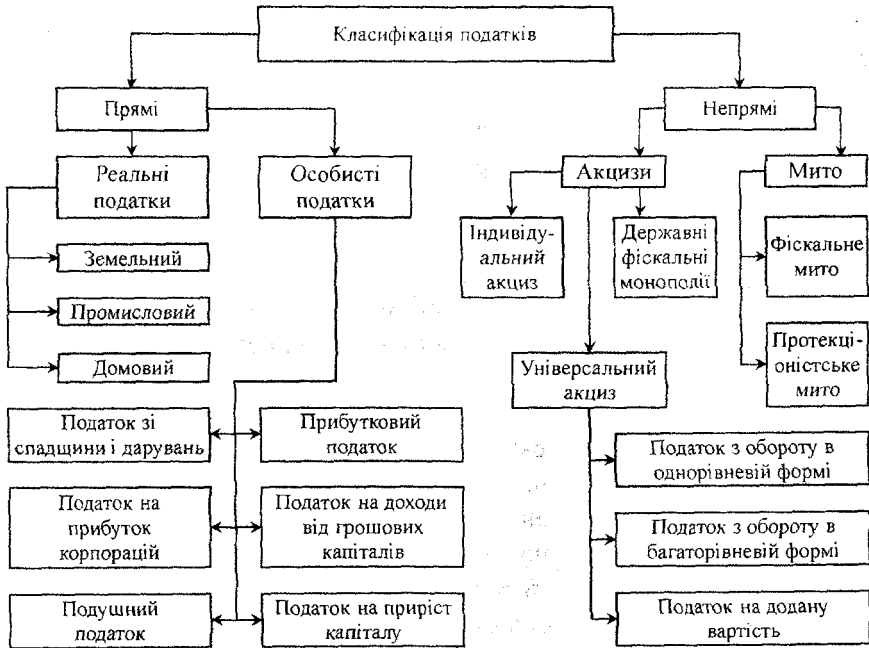 Класифікація податків
Прямі
Непрямі
Реальні
податки
Особисті
податки
Акцизи
Мито
Земельний
Промисловий
Домовий
Індивіду-
альний
акциз
Державні
фіскальні
монополії
Фіскальне
мито
Протекці-
оністське
мито
Універсальний
акциз
Податок зі
спадщини і дарувань
Прибутковий
податок
Податок на
прибуток
корпорацій
Податок на доходи
від грошових
капіталів
Подушний
податок
Податок на приріст
капіталу
Податок з обороту в
однорівневій формі
Податок з обороту в
багаторівневій формі
Податок на додану
вартість